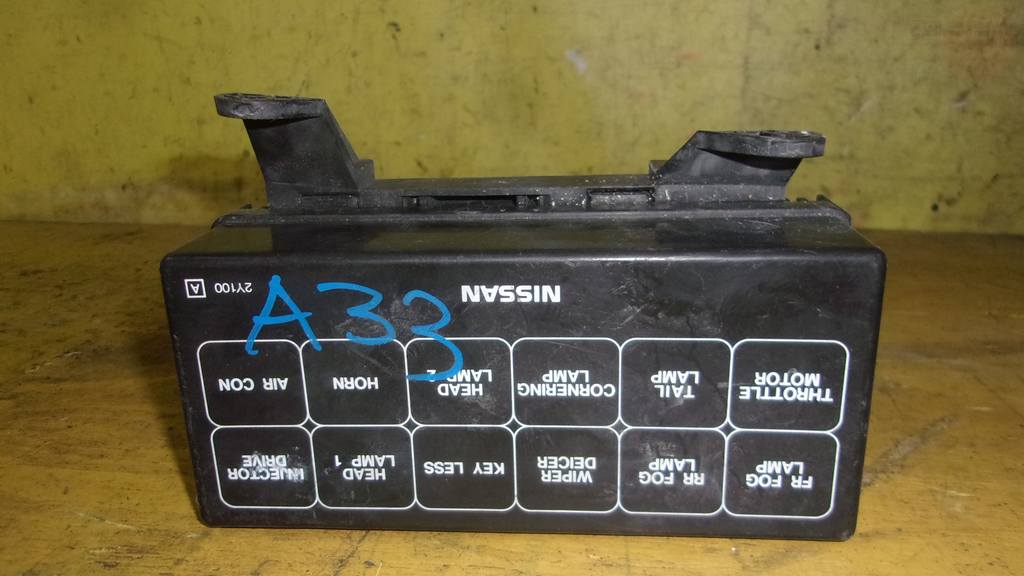 A33
FR FOG
LAMP
RR FOG
LAMP
WIPER
DEICER
KEY LESS
HEAD
LAMP 1
INJECTOR
DRIVE
THROTTLE
MOTOR
TAIL
LAMP
CORNERING
LAMP
HEAD
LAMP 2
HORN
AIR CON
NISSAN
2Y100 A